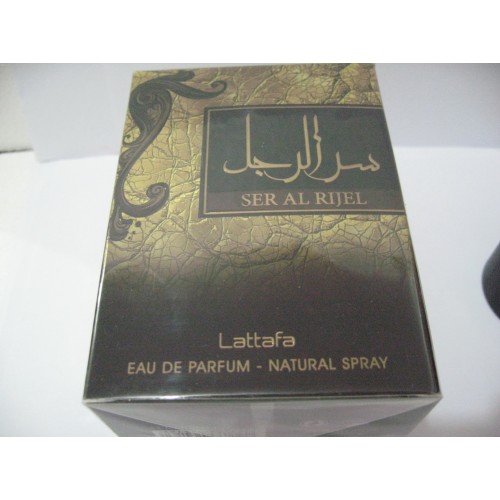 سر الرجل
SER AL RIJEL
Lattafa
EAU DE PARFUM - NATURAL SPRAY